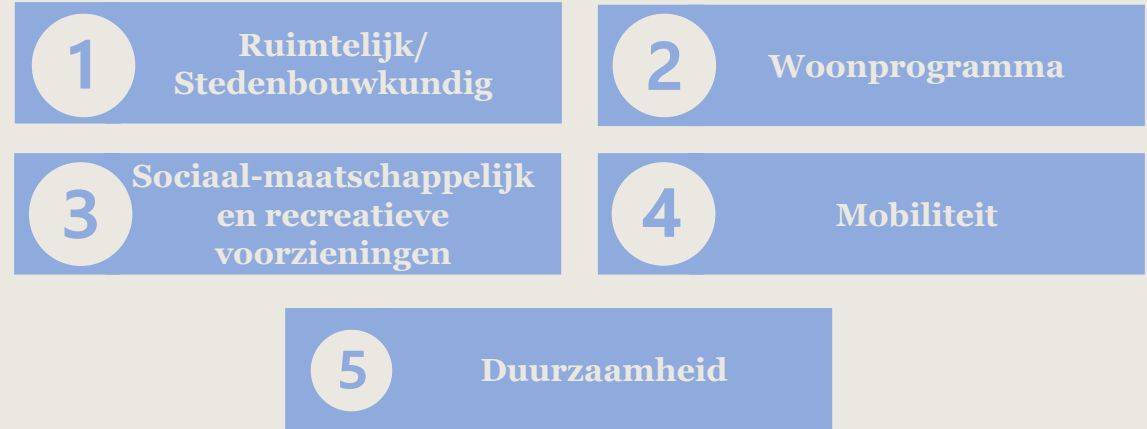 1
Ruimtelijk/
Stedenbouwkundig
2
Woonprogramma
3
Sociaal-maatschappelijk
en recreatieve
voorzieningen
4
Mobiliteit
5
Duurzaamheid